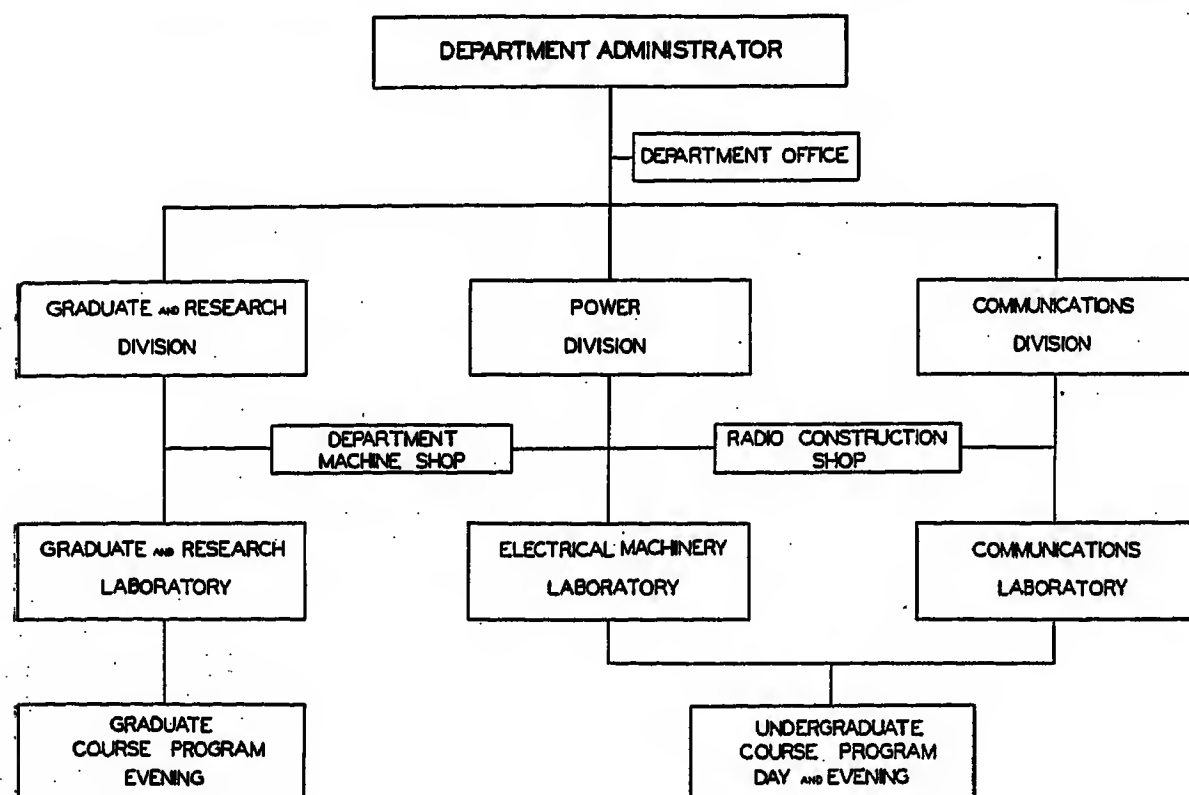 DEPARTMENT ADMINISTRATOR
DEPARTMENT OFFICE
GRADUATE AND RESEARCH
DIVISION
POWER
DIVISION
COMMUNICATIONS
DIVISION
DEPARTMENT
MACHINE SHOP
RADIO CONSTRUCTION
SHOP
GRADUATE AND RESEARCH
LABORATORY
ELECTRICAL MACHINERY
LABORATORY
COMMUNICATIONS
LABORATORY
GRADUATE
COURSE PROGRAM
EVENING
UNDERGRADUATE
COURSE PROGRAM
DAY AND EVENING